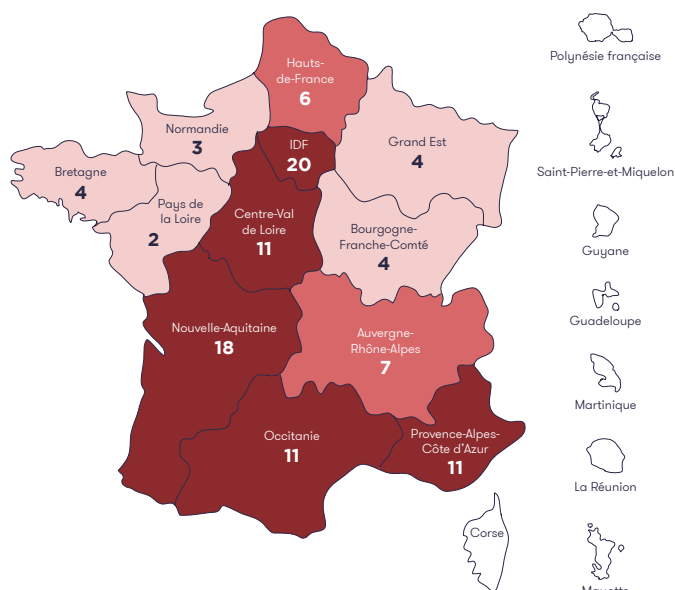 Hauts-
de-France
6
Polynésie française
Normandie
3
IDF
20
Grand Est
4
Bretagne
4
Saint-Pierre-et-Miquelon
Pays de
la Loire
2
Centre-Val
de Loire
11
Bourgogne-
Franche-Comté
4
Guyane
Guadeloupe
Nouvelle-Aquitaine
18
Auvergne-
Rhône-Alpes
7
Martinique
Occitanie
11
Provence-Alpes-
Côte d'Azur
11
La Réunion
Corse
Mayotte